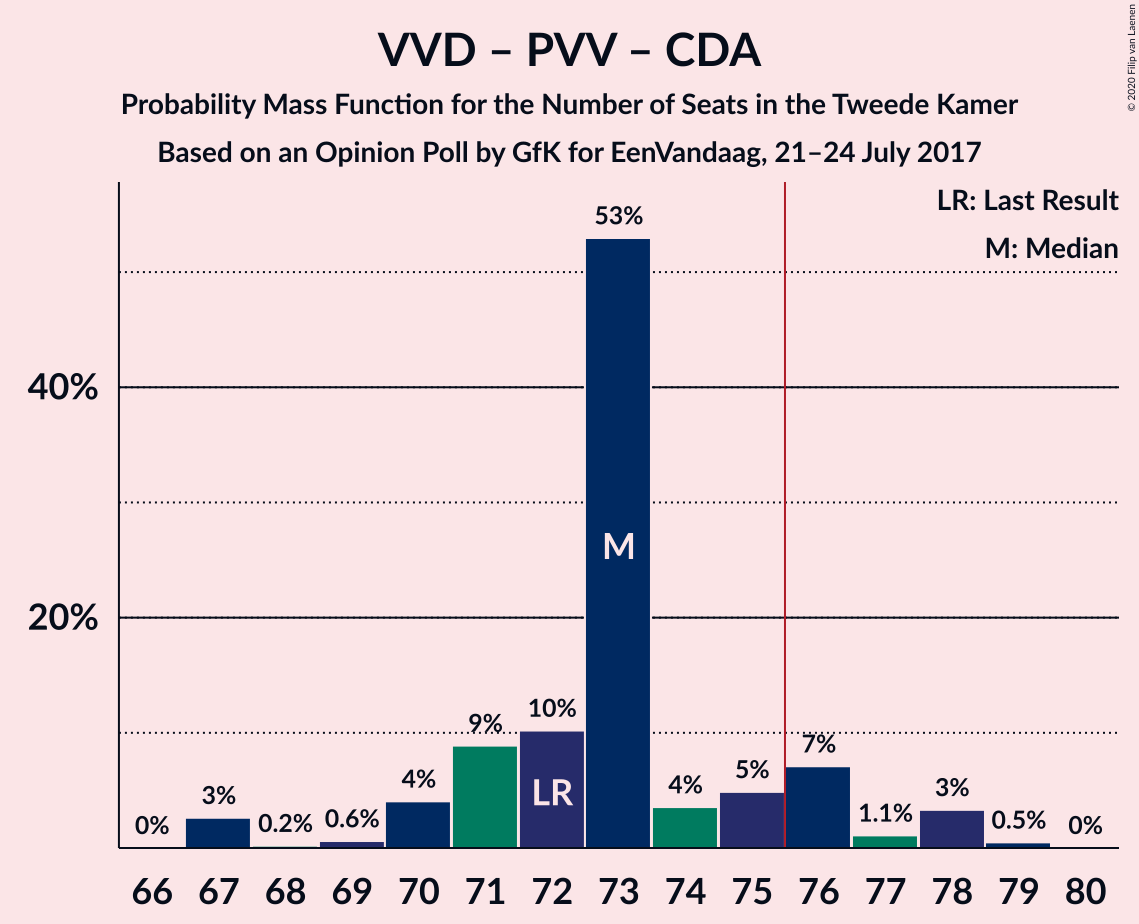 VVD – PVV – CDA
Probability Mass Function for the Number of Seats in the Tweede Kamer
Based on an Opinion Poll by GfK for EenVandaag, 21–24 July 2017
© 2020 Filip van Laenen
LR: Last Result
M: Median
53%
40%
M
20%
10%
9%
7%
5%
4%
4%
LR
3%
3%
1.1%
0.6%
0.5%
0.2%
0%
0%
66 67 68 69 70 71 72 73 74 75 76 77 78 79 80